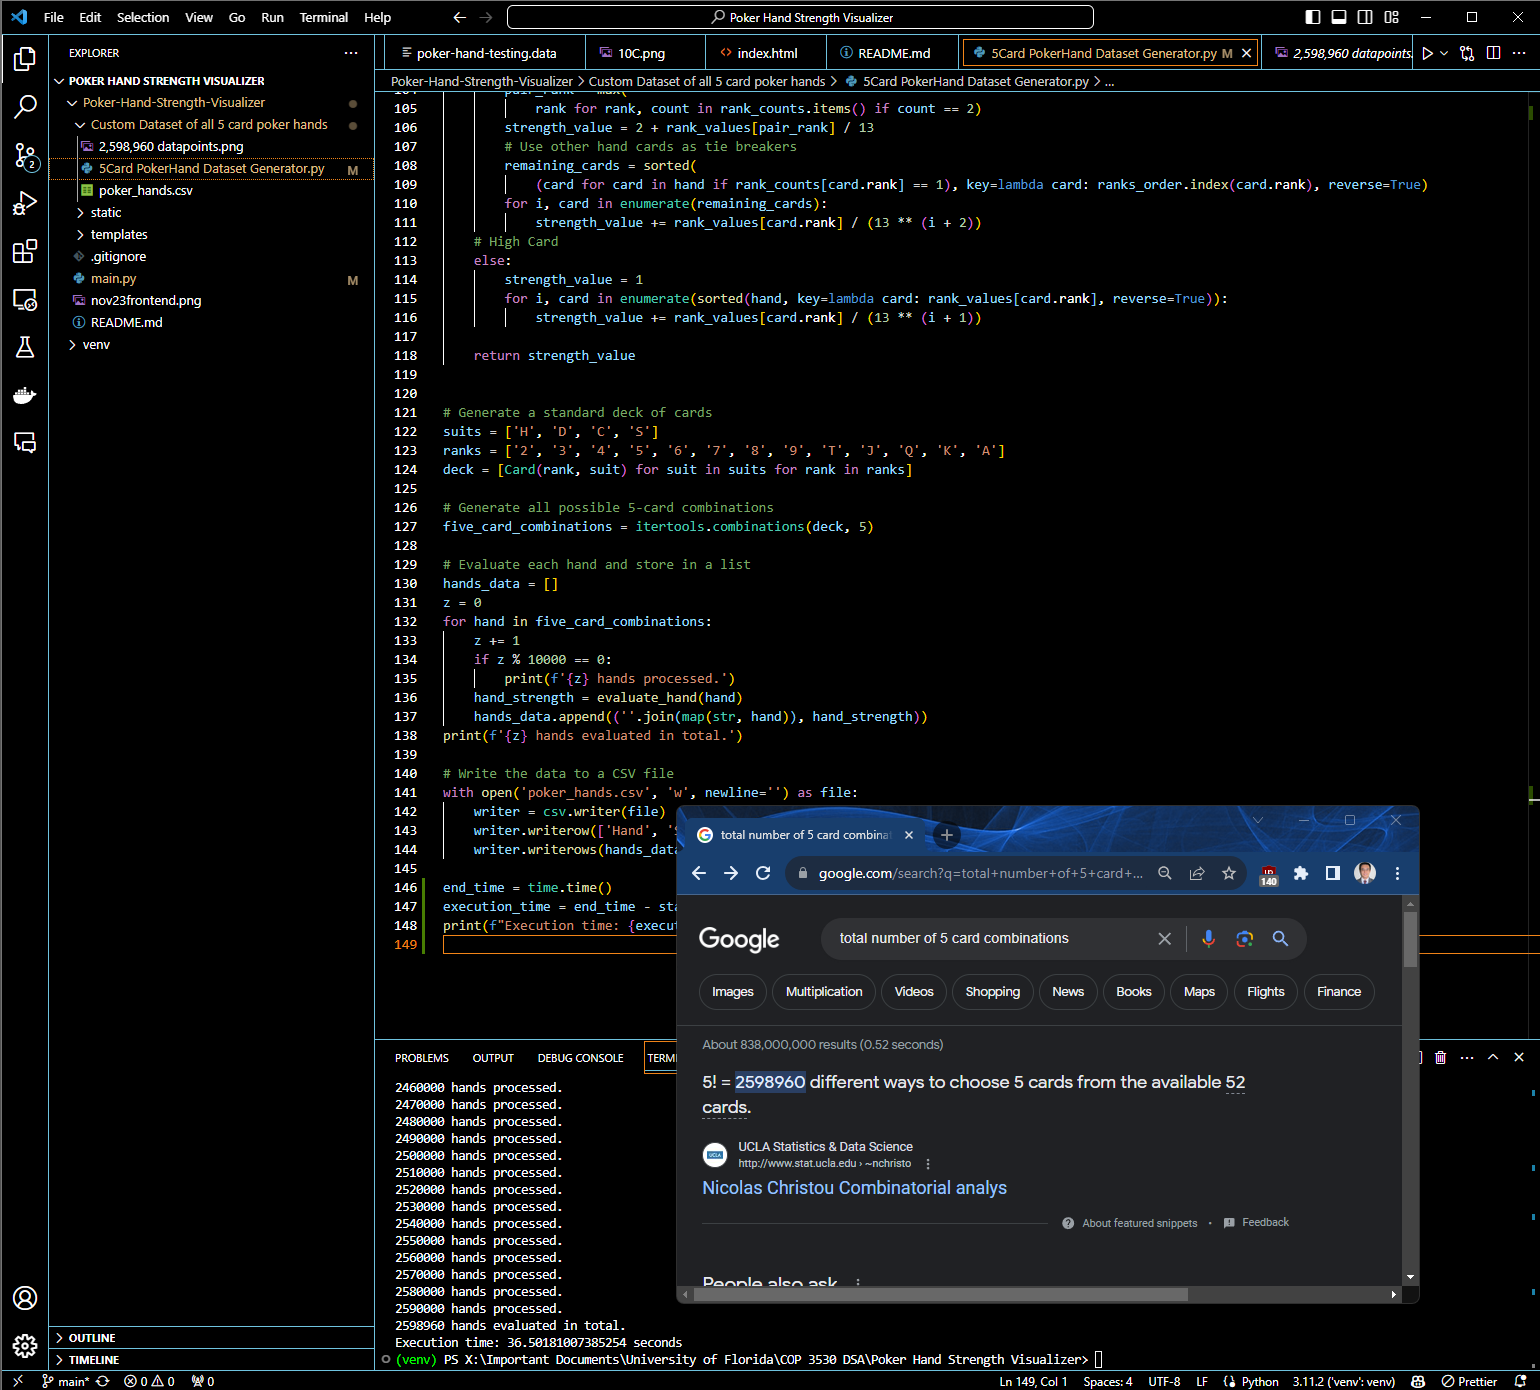 File Edit Selection View Go Run Terminal Help
Poker Hand Strength Visualizer
EXPLORER
poker-hand-testing.data 10C.png index.html README.md 5Card PokerHand Dataset Generator.py M 2,598,960 datapoints.
POKER HAND STRENGTH VISUALIZER
Poker-Hand-Strength-Visualizer > Custom Dataset of all 5 card poker hands > 5Card PokerHand Dataset Generator.py > ...
Poker-Hand-Strength-Visualizer
Custom Dataset of all 5 card poker hands
2,598,960 datapoints.png
5Card PokerHand Dataset Generator.py M
poker_hands.csv
static
templates
.gitignore
main.py M
nov23frontend.png
README.md
venv
2
105 rank for rank, count in rank_counts.items() if count == 2)
106 strength_value = 2 + rank_values[pair_rank] / 13
107 # Use other hand cards as tie breakers
108 remaining_cards = sorted(
109 (card for card in hand if rank_counts[card.rank] == 1), key=lambda card: ranks_order.index(card.rank), reverse=True)
110 for i, card in enumerate(remaining_cards):
111 strength_value += rank_values[card.rank] / (13 ** (i + 2))
112 # High Card
113 else:
114 strength_value = 1
115 for i, card in enumerate(sorted(hand, key=lambda card: rank_values[card.rank], reverse=True)):
116 strength_value += rank_values[card.rank] / (13 ** (i + 1))
117
118 return strength_value
119
120
121 # Generate a standard deck of cards
122 suits = ['H', 'D', 'C', 'S']
123 ranks = ['2', '3', '4', '5', '6', '7', '8', '9', 'T', 'J', 'Q', 'K', 'A']
124 deck = [Card(rank, suit) for suit in suits for rank in ranks]
125
126 # Generate all possible 5-card combinations
127 five_card_combinations = itertools.combinations(deck, 5)
128
129 # Evaluate each hand and store in a list
130 hands_data = []
131 z = 0
132 for hand in five_card_combinations:
133 z += 1
134 if z % 10000 == 0:
135 print(f'{z} hands processed.')
136 hand_strength = evaluate_hand(hand)
137 hands_data.append((''.join(map(str, hand)), hand_strength))
138 print(f'{z} hands evaluated in total.')
139
140 # Write the data to a CSV file
141 with open('poker_hands.csv', 'w', newline='') as file:
142 writer = csv.writer(file)
143 writer.writerow(['Hand', '
144 writer.writerows(hands_data
145
146 end_time = time.time()
147 execution_time = end_time - sta
148 print(f"Execution time: {execut
149
total number of 5 card combina
google.com/search?q=total+number+of+5+card+...
140
Google total number of 5 card combinations
Images Multiplication Videos Shopping News Books Maps Flights Finance
About 838,000,000 results (0.52 seconds)
5! = 2598960 different ways to choose 5 cards from the available 52
cards.
UCLA
UCLA Statistics & Data Science
http://www.stat.ucla.edu › ~nchristo
Nicolas Christou Combinatorial analys
About featured snippets • Feedback
People also ask
PROBLEMS OUTPUT DEBUG CONSOLE TERM
2460000 hands processed.
2470000 hands processed.
2480000 hands processed.
2490000 hands processed.
2500000 hands processed.
2510000 hands processed.
2520000 hands processed.
2530000 hands processed.
2540000 hands processed.
2550000 hands processed.
2560000 hands processed.
2570000 hands processed.
2580000 hands processed.
2590000 hands processed.
2598960 hands evaluated in total.
Execution time: 36.50181007385254 seconds
(venv) PS X:\Important Documents\University of Florida\COP 3530 DSA\Poker Hand Strength Visualizer>
OUTLINE
TIMELINE
main* 0 0 0 Ln 149, Col 1 Spaces: 4 UTF-8 LF Python 3.11.2 ('venv': venv) Prettier